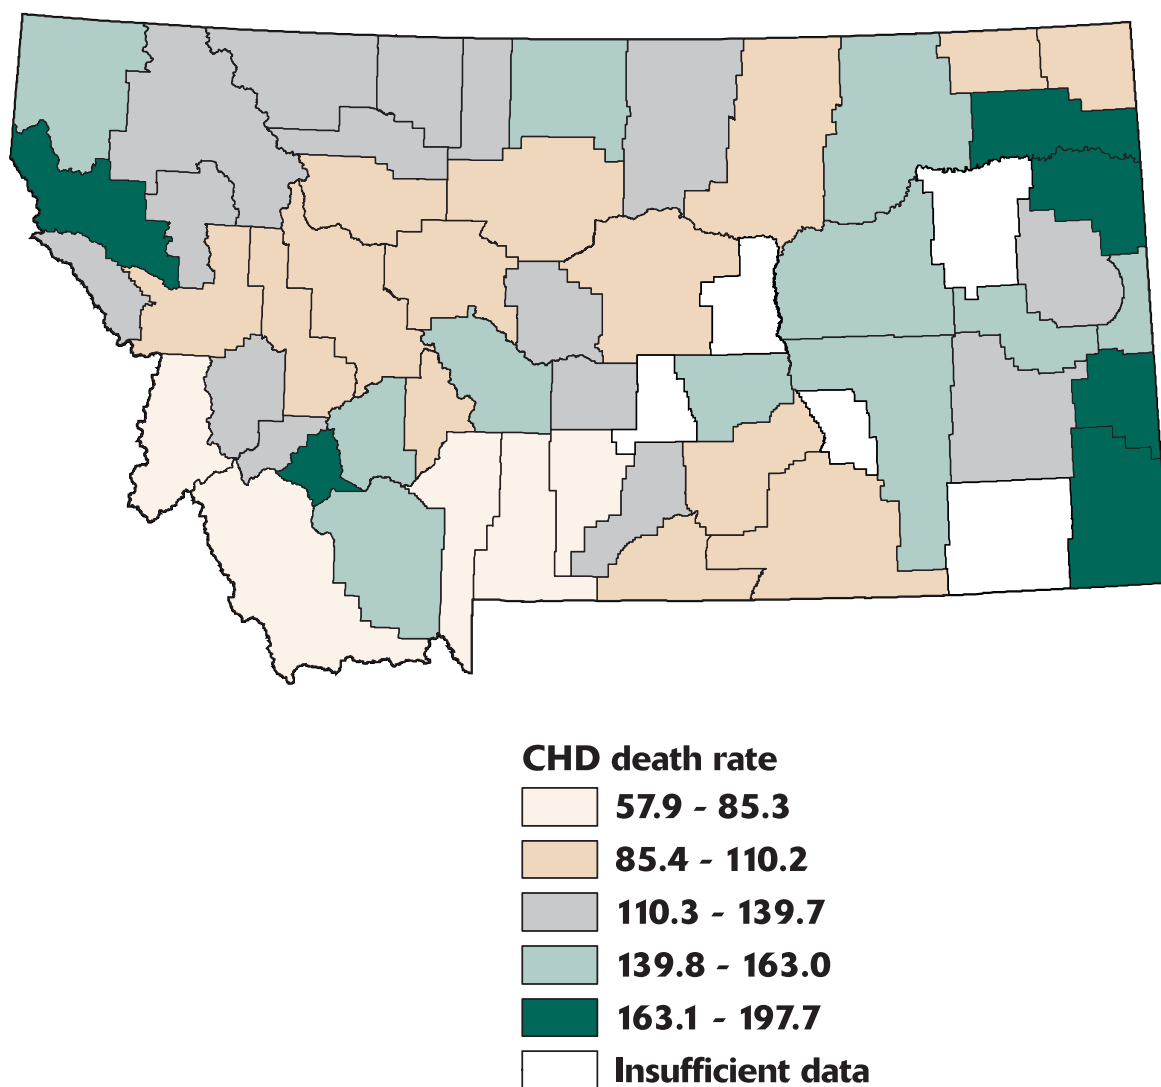 CHD death rate
57.9 - 85.3
85.4 - 110.2
110.3 - 139.7
139.8 - 163.0
163.1 - 197.7
Insufficient data